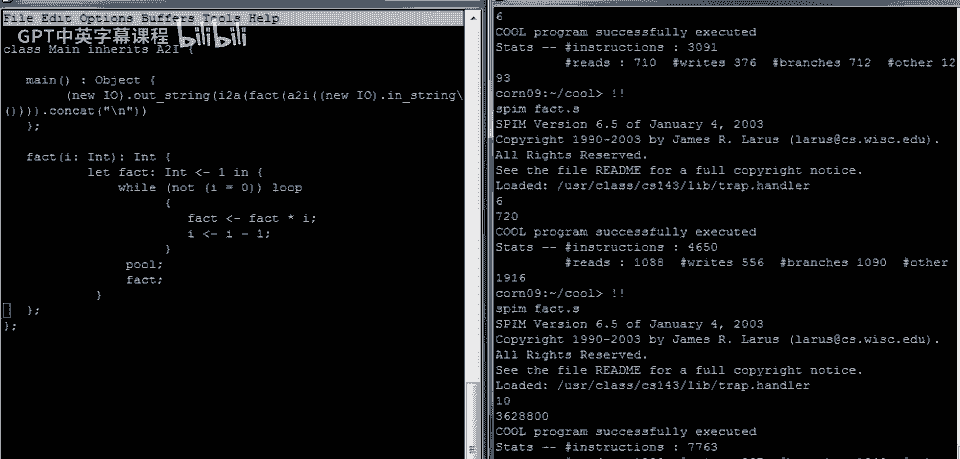 File Edit Options Buffers Tools Help
GPT中英字幕课程 bilibili
class Main inherits A2I {
main() : Object {
(new IO).out_string(i2a(fact(a2i((new IO).in_string\
()))).concat("\n"))
};
fact(i: Int): Int {
let fact: Int <- 1 in {
while (not (i = 0)) loop
{
fact <- fact * i;
i <- i - 1;
}
pool;
fact;
}
};
};
6
COOL program successfully executed
Stats -- #instructions : 3091
#reads : 710 #writes 376 #branches 712 #other 12
93
corn09:~/cool> !!
spim fact.s
SPIM Version 6.5 of January 4, 2003
Copyright 1990-2003 by James R. Larus (larus@cs.wisc.edu).
All Rights Reserved.
See the file README for a full copyright notice.
Loaded: /usr/class/cs143/lib/trap.handler
6
720
COOL program successfully executed
Stats -- #instructions : 4650
#reads : 1088 #writes 556 #branches 1090 #other
1916
corn09:~/cool> !!
spim fact.s
SPIM Version 6.5 of January 4, 2003
Copyright 1990-2003 by James R. Larus (larus@cs.wisc.edu).
All Rights Reserved.
See the file README for a full copyright notice.
Loaded: /usr/class/cs143/lib/trap.handler
10
3628800
COOL program successfully executed
Stats -- #instructions : 7763